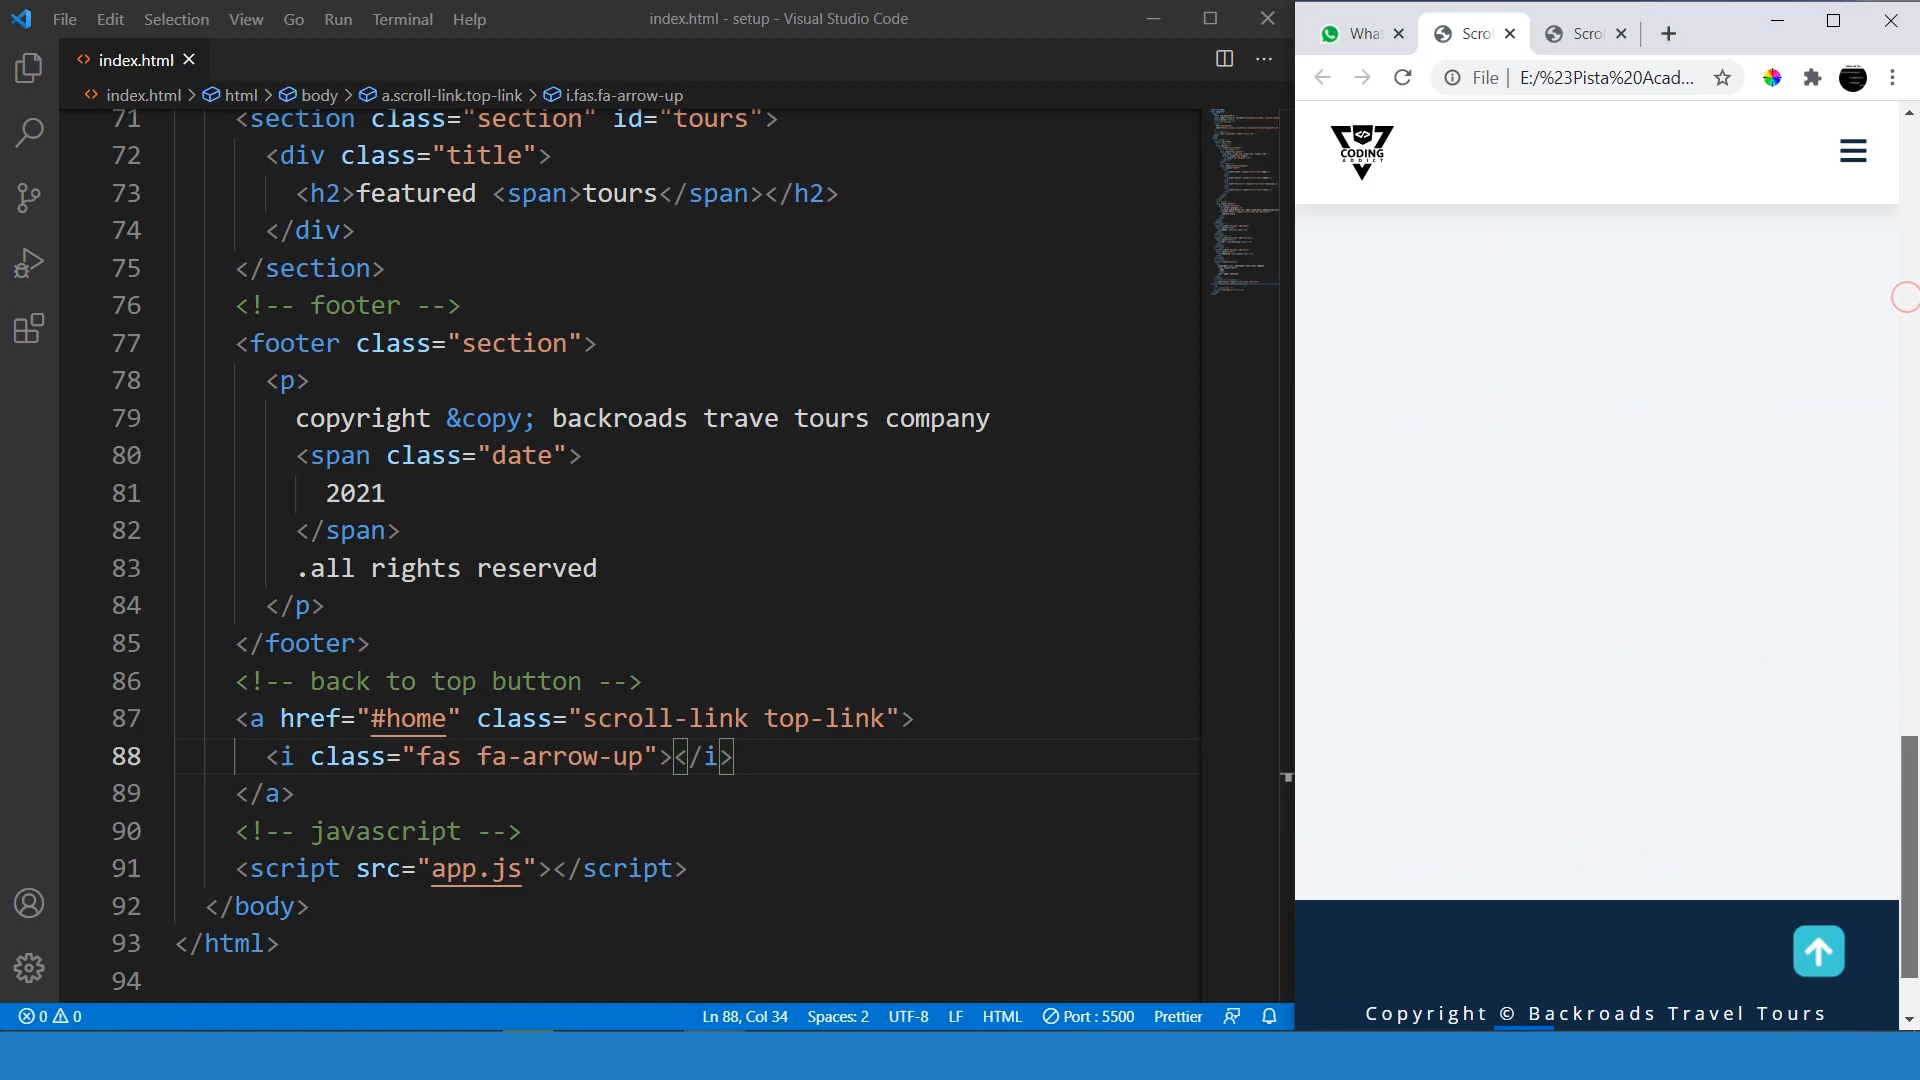 File Edit Selection View Go Run Terminal Help
index.html - setup - Visual Studio Code
index.html
index.html > html > body > a.scroll-link.top-link > i.fas.fa-arrow-up
71 <section class="section" id="tours">
72 <div class="title">
73 <h2>featured <span>tours</span></h2>
74 </div>
75 </section>
76 <!-- footer -->
77 <footer class="section">
78 <p>
79 copyright &copy; backroads trave tours company
80 <span class="date">
81 2021
82 </span>
83 .all rights reserved
84 </p>
85 </footer>
86 <!-- back to top button -->
87 <a href="#home" class="scroll-link top-link">
88 <i class="fas fa-arrow-up"></i>
89 </a>
90 <!-- javascript -->
91 <script src="app.js"></script>
92 </body>
93 </html>
94
0 0 Ln 88, Col 34 Spaces: 2 UTF-8 LF HTML Port : 5500 Prettier
What Scrol Scrol
File | E:/%23Pista%20Acad...
CODING
ADDICT
Copyright © Backroads Travel Tours